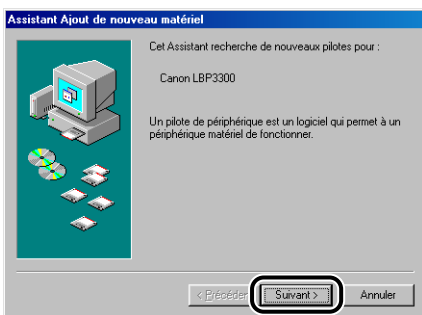 Assistant Ajout de nouveau matériel
Cet Assistant recherche de nouveaux pilotes pour :
Canon LBP3300
Un pilote de périphérique est un logiciel qui permet à un
périphérique matériel de fonctionner.
< Précéden Suivant > Annuler